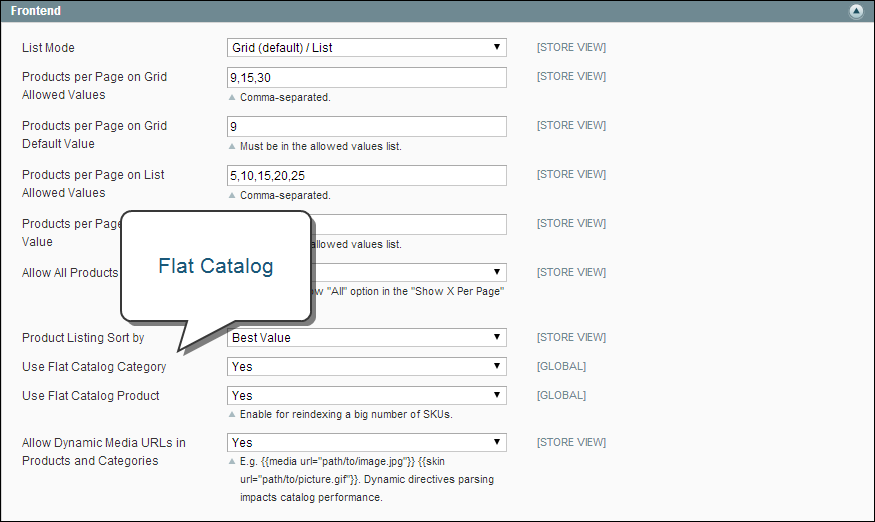 Frontend
List Mode
Grid (default) / List
[STORE VIEW]
Products per Page on Grid
Allowed Values
9,15,30
[STORE VIEW]
Comma-separated.
Products per Page on Grid
Default Value
9
[STORE VIEW]
Must be in the allowed values list.
Products per Page on List
Allowed Values
5,10,15,20,25
[STORE VIEW]
Comma-separated.
Products per Page
Value
[STORE VIEW]
allowed values list.
Flat Catalog
Allow All Products
[STORE VIEW]
"All" option in the "Show X Per Page"
Product Listing Sort by
Best Value
[STORE VIEW]
Use Flat Catalog Category
Yes
[GLOBAL]
Use Flat Catalog Product
Yes
[GLOBAL]
Enable for reindexing a big number of SKUs.
Allow Dynamic Media URLs in
Products and Categories
Yes
[STORE VIEW]
E.g. {{media url="path/to/image.jpg"}} {{skin
url="path/to/picture.gif"}}. Dynamic directives parsing
impacts catalog performance.